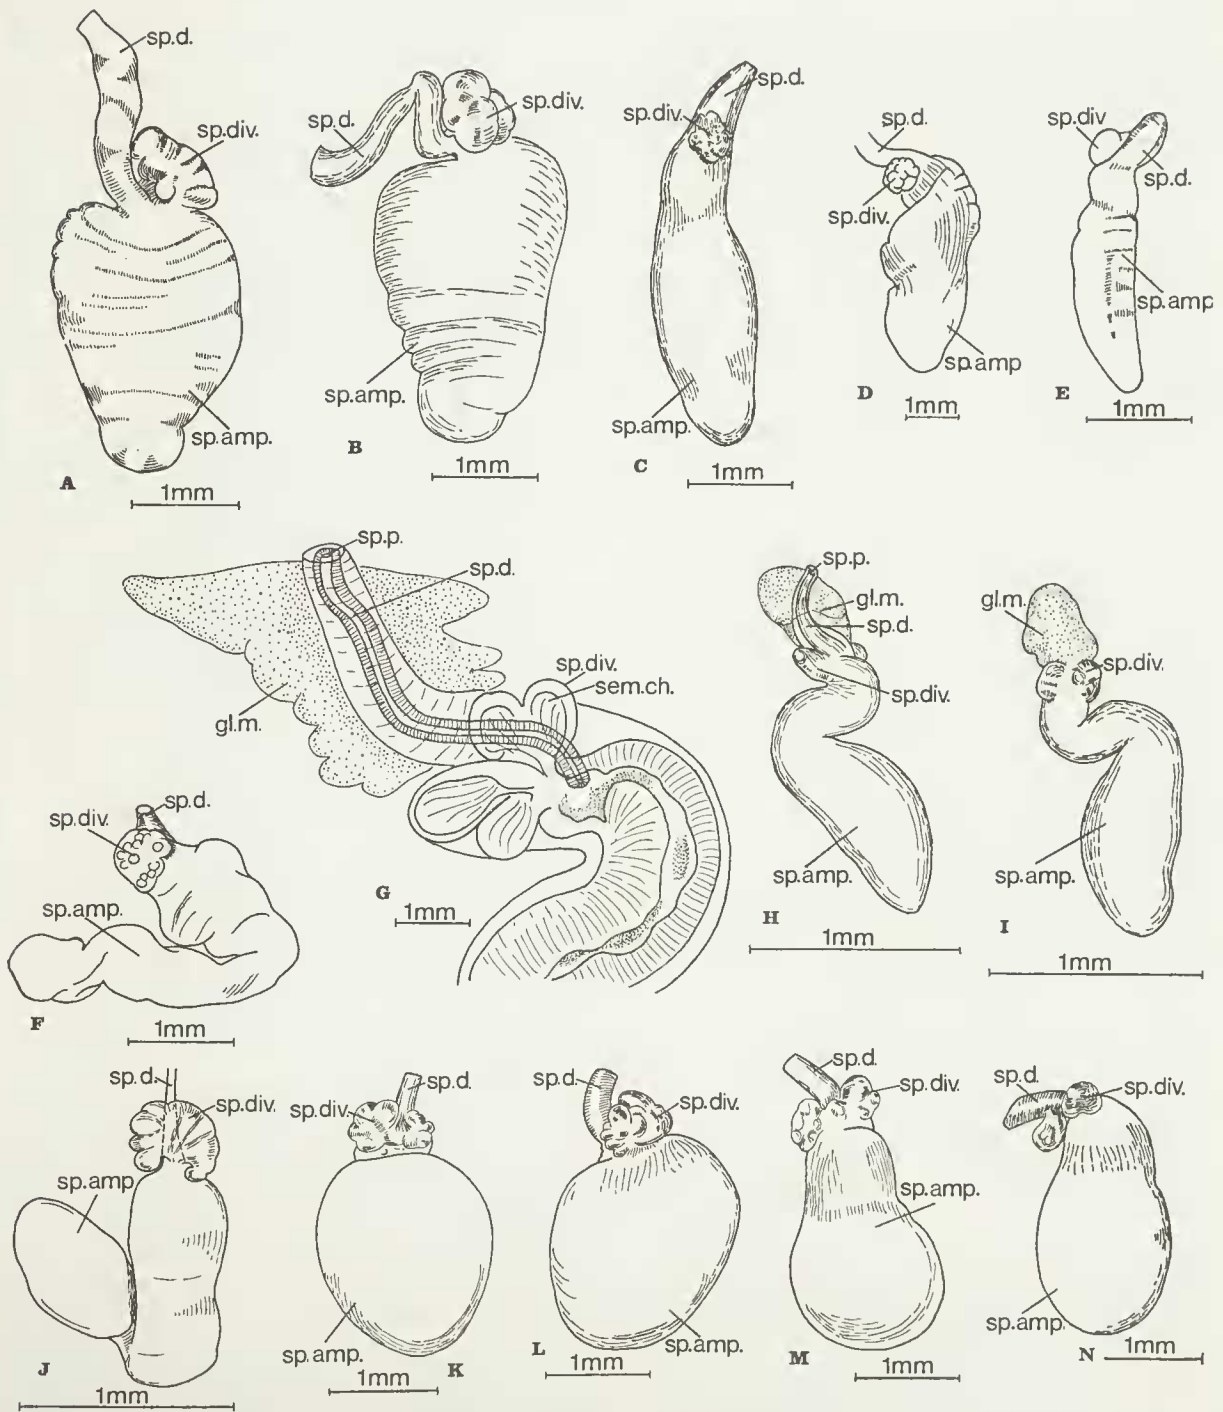 sp.d.
sp.div.
sp.amp.
A
1mm
sp.d.
sp.div.
sp.amp.
B
1mm
sp.d.
sp.div.
sp.amp.
C
1mm
sp.d.
sp.div.
sp.amp
D
1mm
sp.div
sp.d.
sp.amp
E
1mm
sp.d.
sp.div.
sp.amp.
F
1mm
sp.p.
sp.d.
sp.div.
sem.ch.
gl.m.
G
1mm
sp.p.
gl.m.
sp.d.
sp.div.
sp.amp.
H
1mm
gl.m.
sp.div.
sp.amp.
I
1mm
sp.d.
sp.div.
sp.amp
J
1mm
sp.d.
sp.div.
sp.amp.
K
1mm
sp.d.
sp.div.
sp.amp.
L
1mm
sp.d.
sp.div.
sp.amp.
M
1mm
sp.d.
sp.div.
sp.amp.
N
1mm